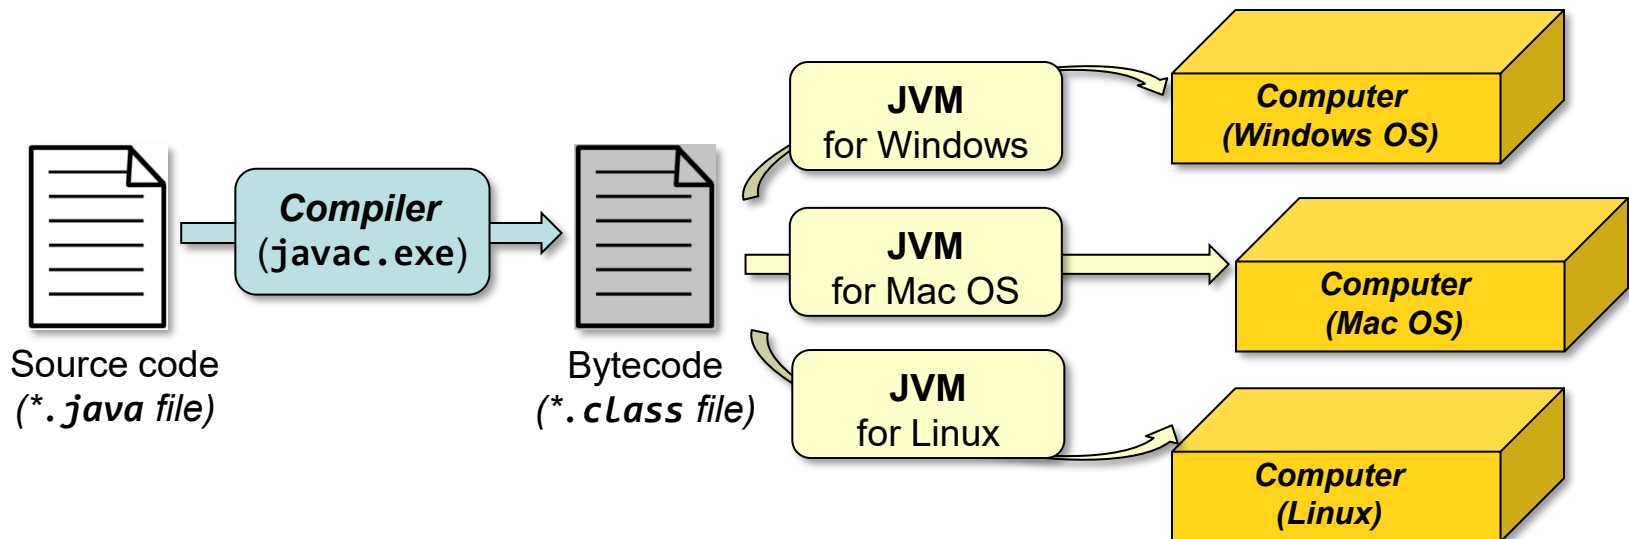 Source code
(*.java file)
Compiler
(javac.exe)
Bytecode
(*.class file)
JVM
for Windows
JVM
for Mac OS
JVM
for Linux
Computer
(Windows OS)
Computer
(Mac OS)
Computer
(Linux)